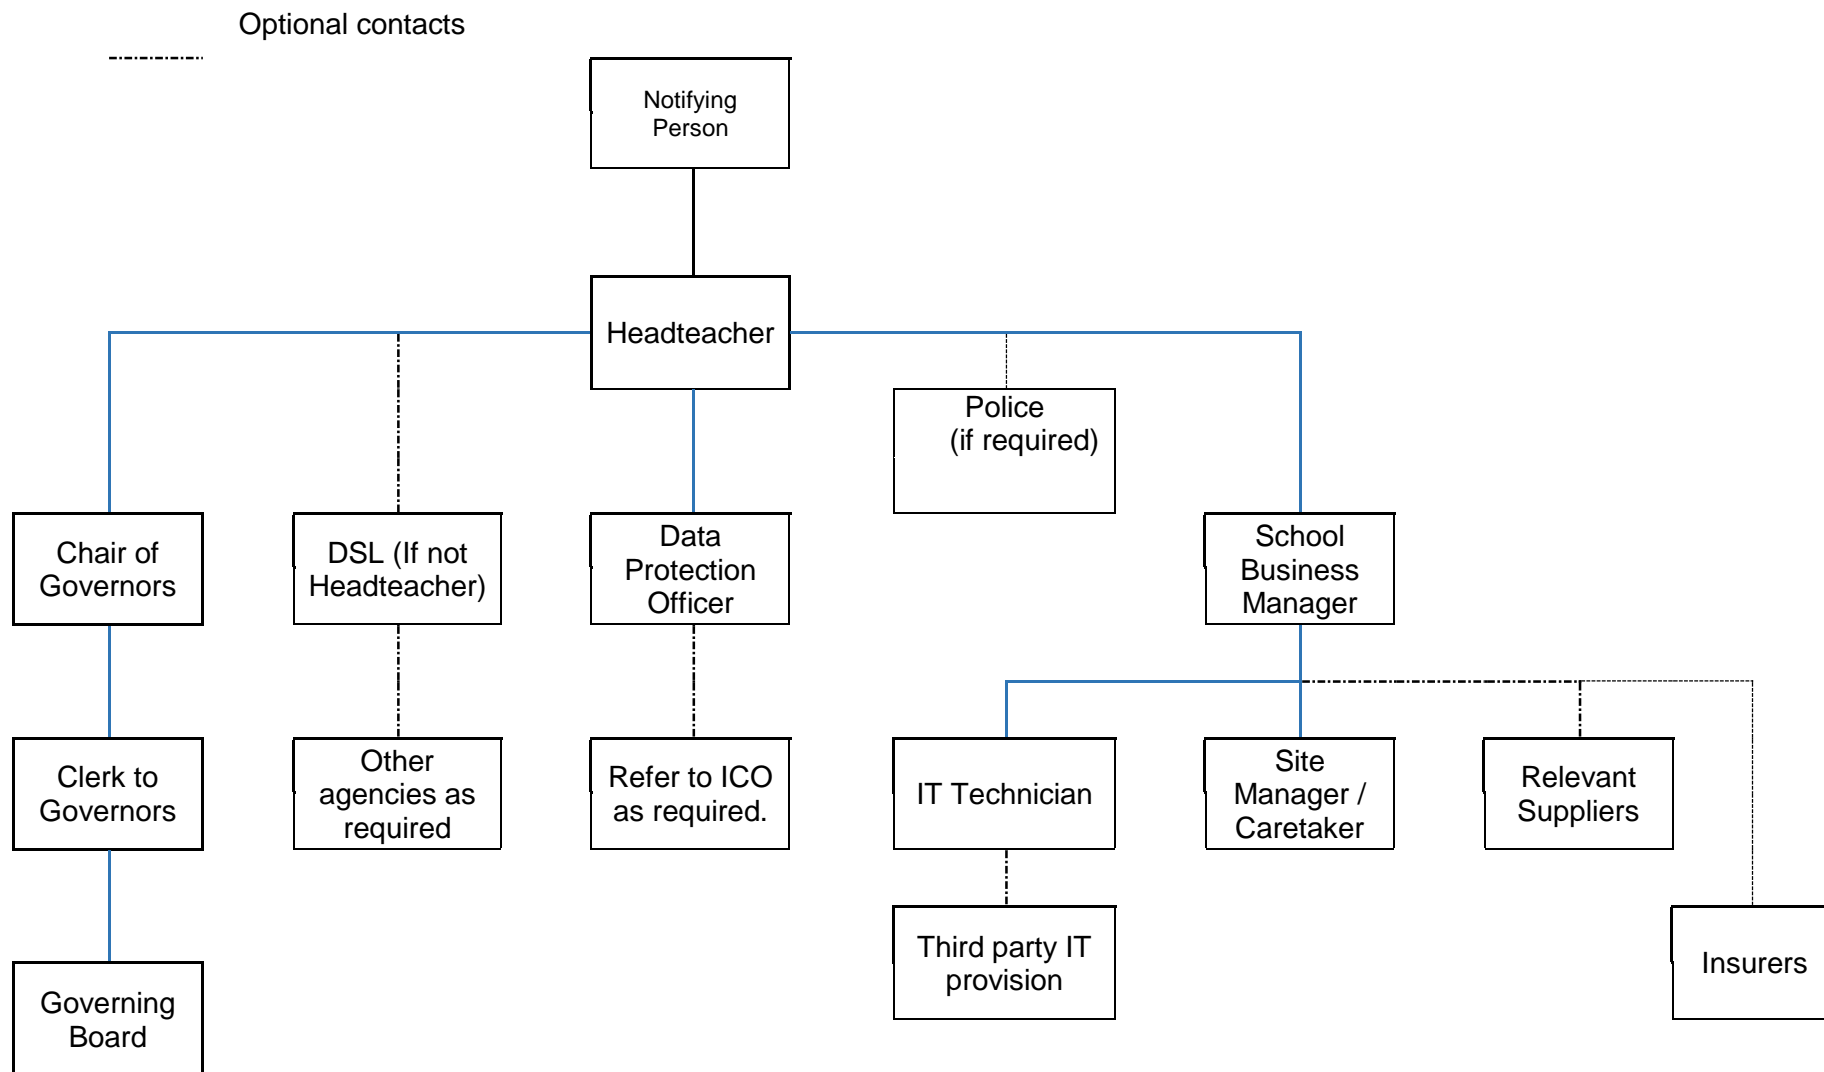 Optional contacts
Notifying
Person
Headteacher
Police
(if required)
Chair of
Governors
DSL (If not
Headteacher)
Data
Protection
Officer
School
Business
Manager
Clerk to
Governors
Other
agencies as
required
Refer to ICO
as required.
IT Technician
Site
Manager /
Caretaker
Relevant
Suppliers
Third party IT
provision
Insurers
Governing
Board